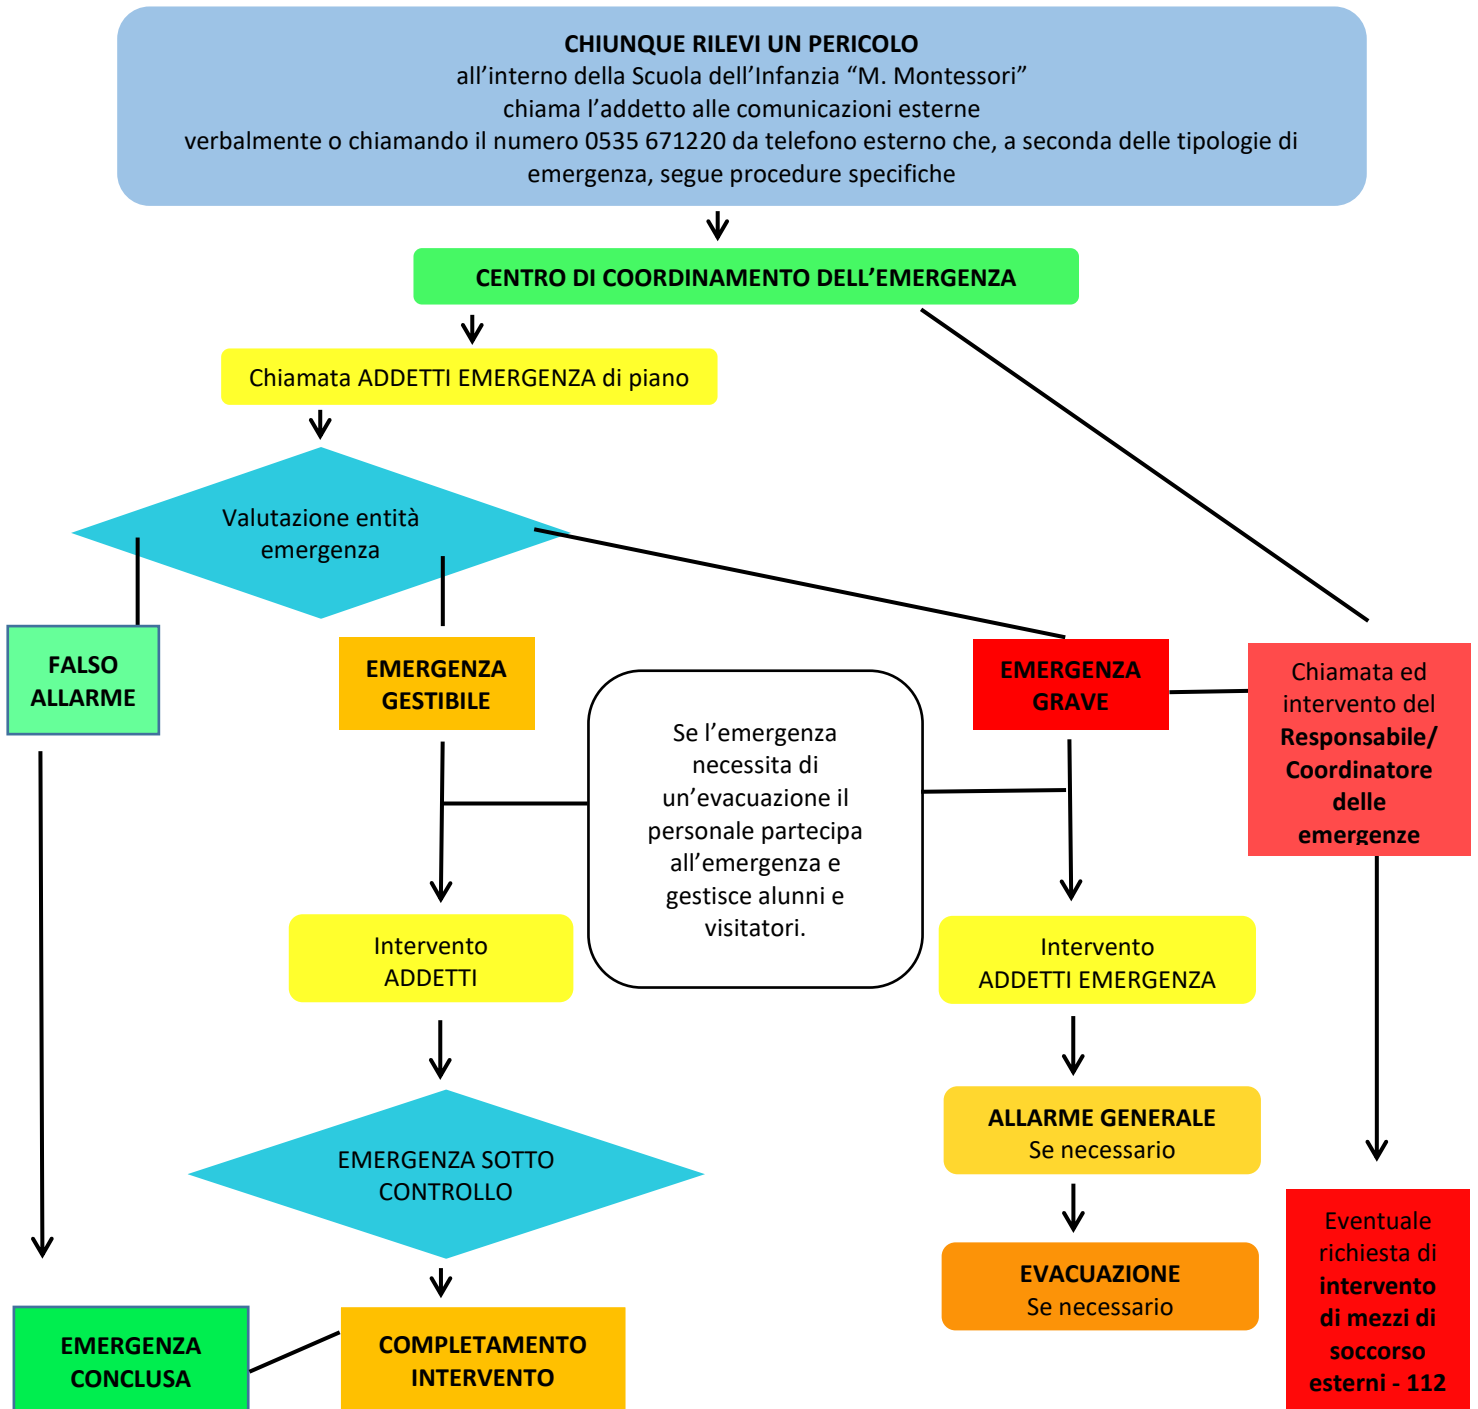 CHIUNQUE RILEVI UN PERICOLO
all’interno della Scuola dell’Infanzia “M. Montessori”
chiama l’addetto alle comunicazioni esterne
verbalmente o chiamando il numero 0535 671220 da telefono esterno che, a seconda delle tipologie di
emergenza, segue procedure specifiche
CENTRO DI COORDINAMENTO DELL’EMERGENZA
Chiamata ADDETTI EMERGENZA di piano
Valutazione entità
emergenza
FALSO
ALLARME
EMERGENZA
GESTIBILE
EMERGENZA
GRAVE
Chiamata ed
intervento del
Responsabile/
Coordinatore
delle
emergenze
Se l’emergenza
necessita di
un’evacuazione il
personale partecipa
all’emergenza e
gestisce alunni e
visitatori.
Intervento
ADDETTI
Intervento
ADDETTI EMERGENZA
EMERGENZA SOTTO
CONTROLLO
ALLARME GENERALE
Se necessario
EVACUAZIONE
Se necessario
Eventuale
richiesta di
intervento
di mezzi di
soccorso
esterni - 112
EMERGENZA
CONCLUSA
COMPLETAMENTO
INTERVENTO